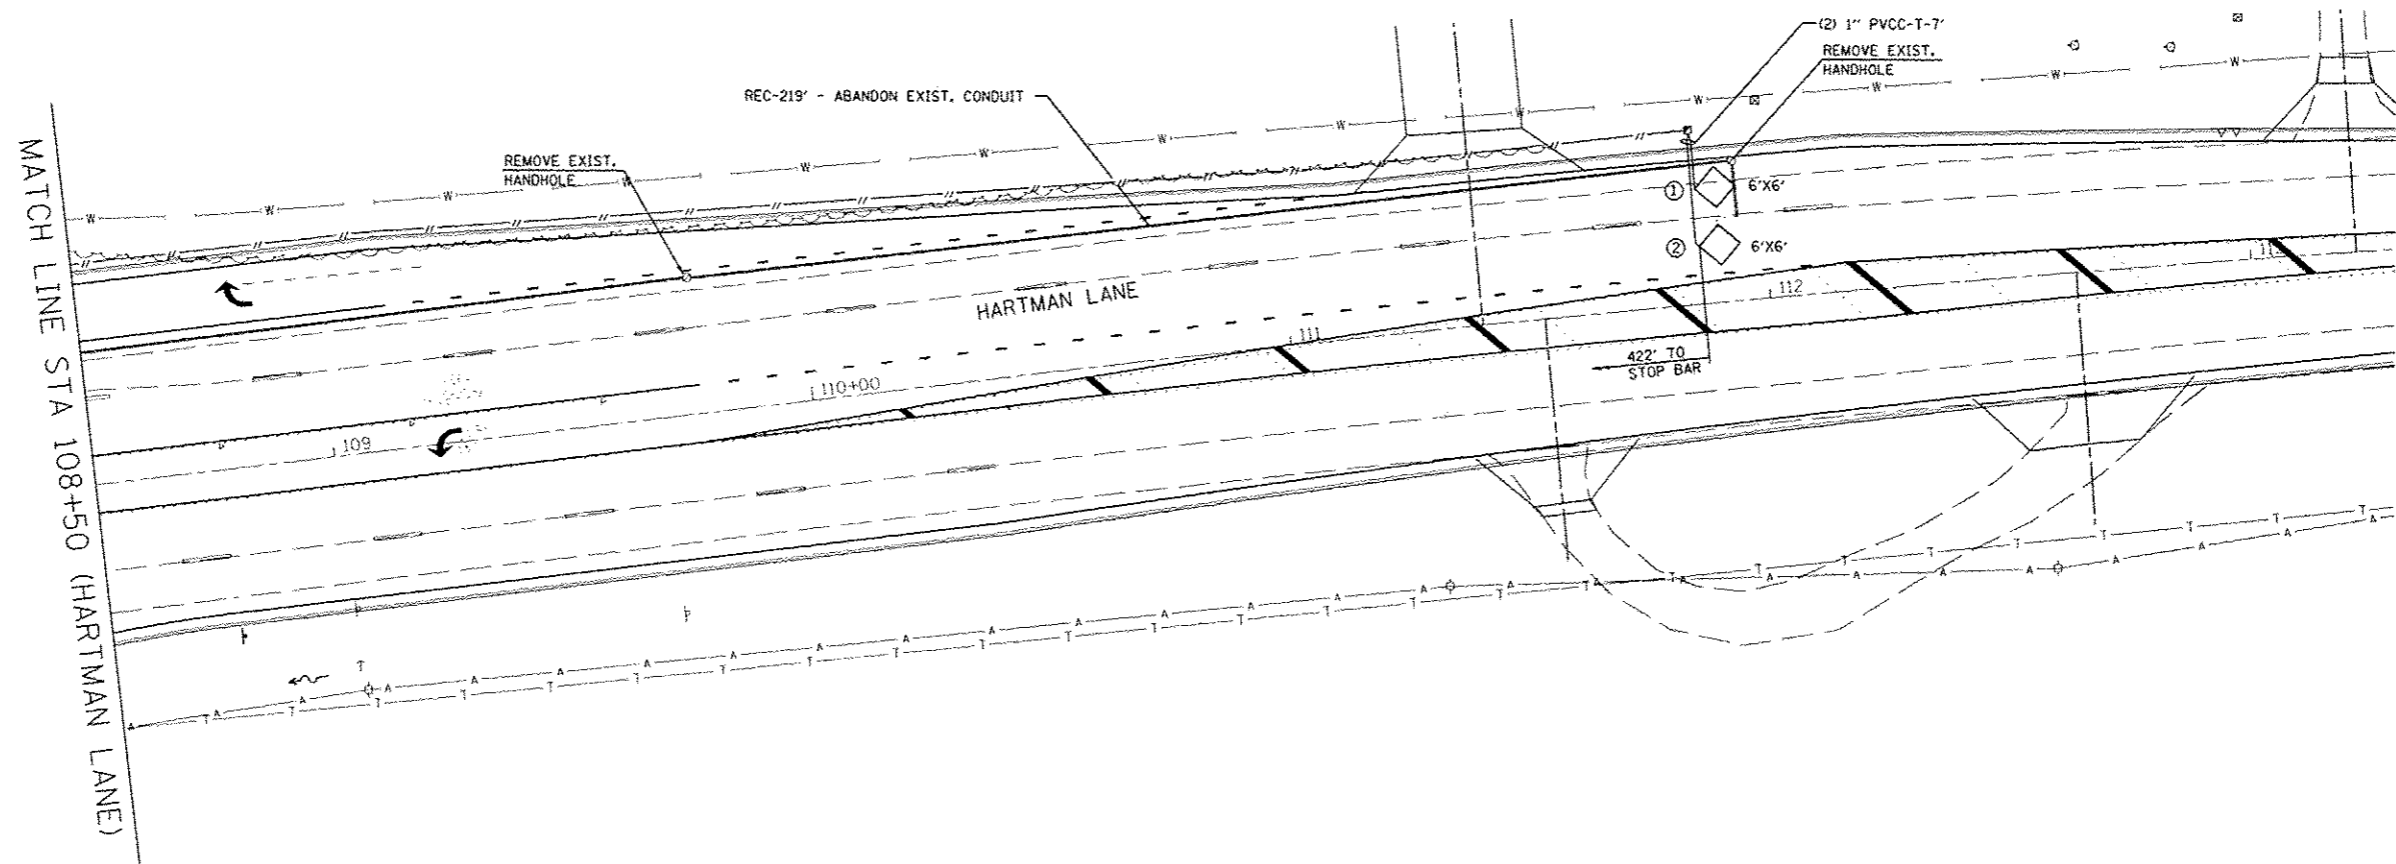 (2) 1" PVCC-T-7'
REMOVE EXIST.
HANDHOLE
REC-219' - ABANDON EXIST. CONDUIT
REMOVE EXIST.
HANDHOLE
MATCH LINE STA 108+50 (HARTMAN LANE)
1
6'X6'
2
6'X6'
HARTMAN LANE
109
110+00
111
112
422' TO
STOP BAR
W W W W W W W W W W W W W
A A A A A A A A A A A A A A A A A A A A A A
T T T T T T T T T T T T T T T T T T T T T T